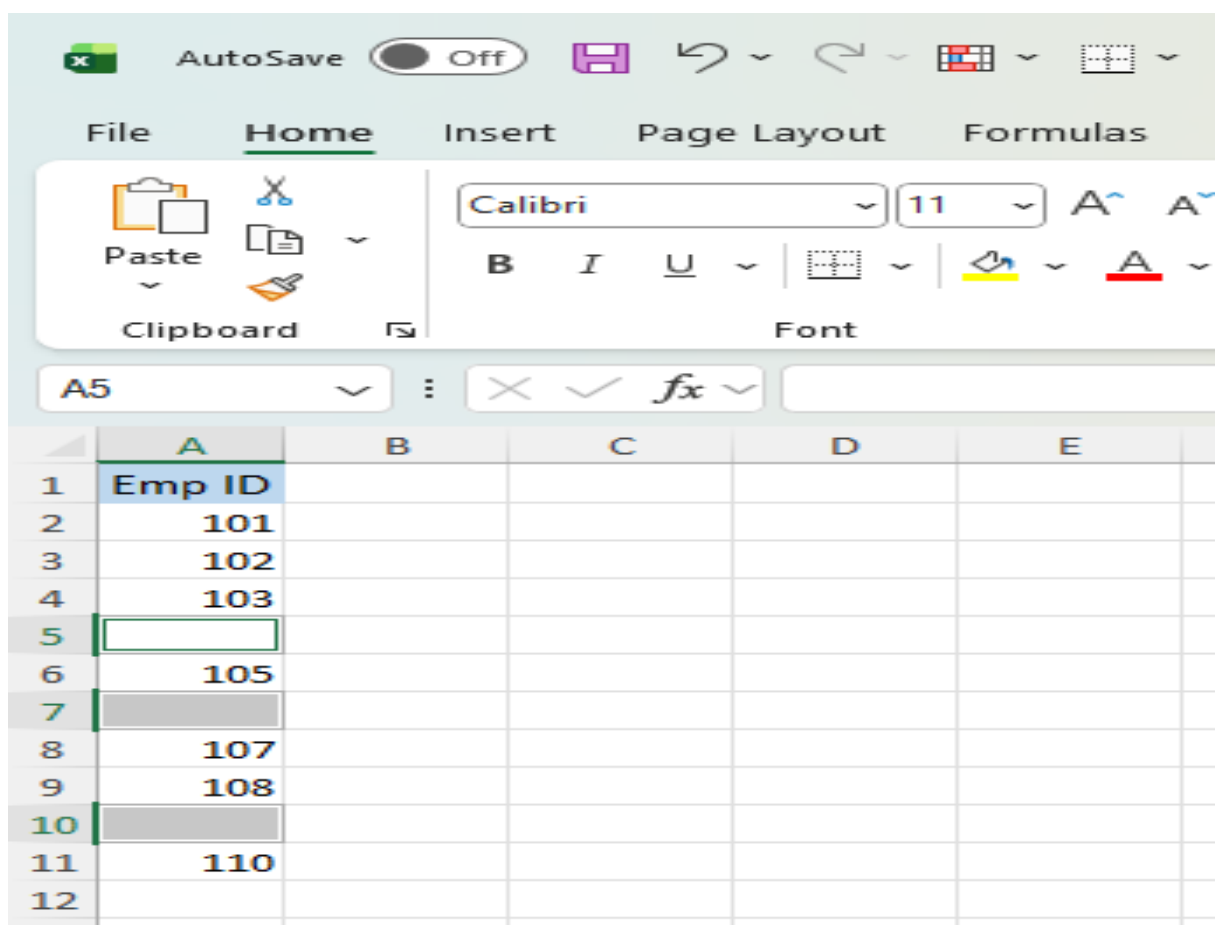 AutoSave Off
File Home Insert Page Layout Formulas
Calibri 11 A A
Paste B I U A
Clipboard Font
A5 fx
A B C D E
1 Emp ID
2 101
3 102
4 103
5
6 105
7
8 107
9 108
10
11 110
12